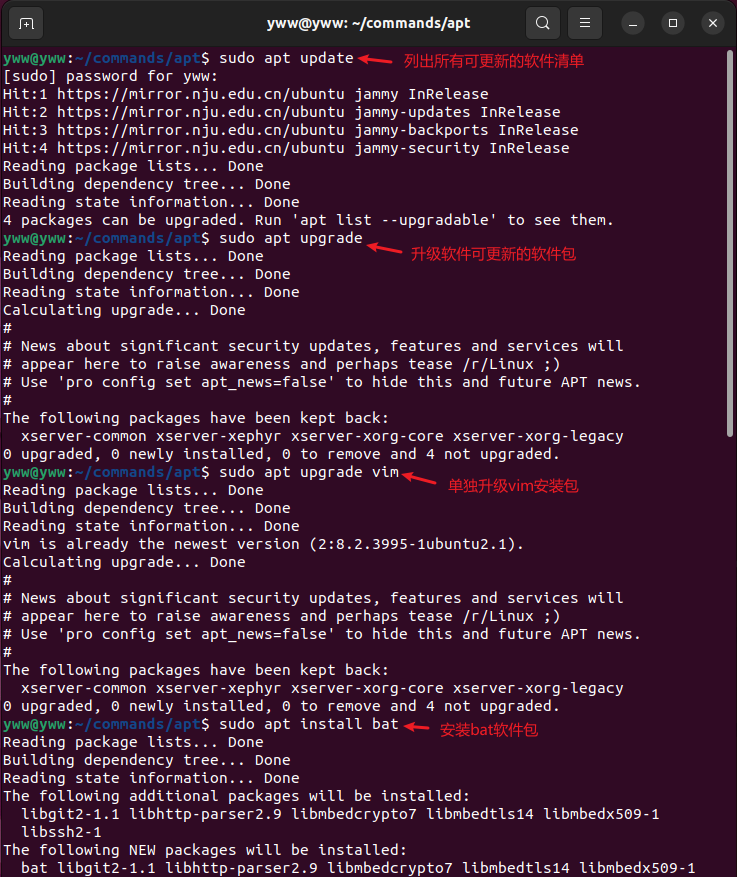 yww@yww: ~/commands/apt
yww@yww:~/commands/apt$ sudo apt update 列出所有可更新的软件清单
[sudo] password for yww:
Hit:1 https://mirror.nju.edu.cn/ubuntu jammy InRelease
Hit:2 https://mirror.nju.edu.cn/ubuntu jammy-updates InRelease
Hit:3 https://mirror.nju.edu.cn/ubuntu jammy-backports InRelease
Hit:4 https://mirror.nju.edu.cn/ubuntu jammy-security InRelease
Reading package lists... Done
Building dependency tree... Done
Reading state information... Done
4 packages can be upgraded. Run 'apt list --upgradable' to see them.
yww@yww:~/commands/apt$ sudo apt upgrade 升级软件可更新的软件包
Reading package lists... Done
Building dependency tree... Done
Reading state information... Done
Calculating upgrade... Done
#
# News about significant security updates, features and services will
# appear here to raise awareness and perhaps tease /r/Linux ;)
# Use 'pro config set apt_news=false' to hide this and future APT news.
#
The following packages have been kept back:
  xserver-common xserver-xephyr xserver-xorg-core xserver-xorg-legacy
0 upgraded, 0 newly installed, 0 to remove and 4 not upgraded.
yww@yww:~/commands/apt$ sudo apt upgrade vim 单独升级vim安装包
Reading package lists... Done
Building dependency tree... Done
Reading state information... Done
vim is already the newest version (2:8.2.3995-1ubuntu2.1).
Calculating upgrade... Done
#
# News about significant security updates, features and services will
# appear here to raise awareness and perhaps tease /r/Linux ;)
# Use 'pro config set apt_news=false' to hide this and future APT news.
#
The following packages have been kept back:
  xserver-common xserver-xephyr xserver-xorg-core xserver-xorg-legacy
0 upgraded, 0 newly installed, 0 to remove and 4 not upgraded.
yww@yww:~/commands/apt$ sudo apt install bat 安装bat软件包
Reading package lists... Done
Building dependency tree... Done
Reading state information... Done
The following additional packages will be installed:
  libgit2-1.1 libhttp-parser2.9 libmbedcrypto7 libmbedtls14 libmbedx509-1
  libssh2-1
The following NEW packages will be installed:
  bat libgit2-1.1 libhttp-parser2.9 libmbedcrypto7 libmbedtls14 libmbedx509-1